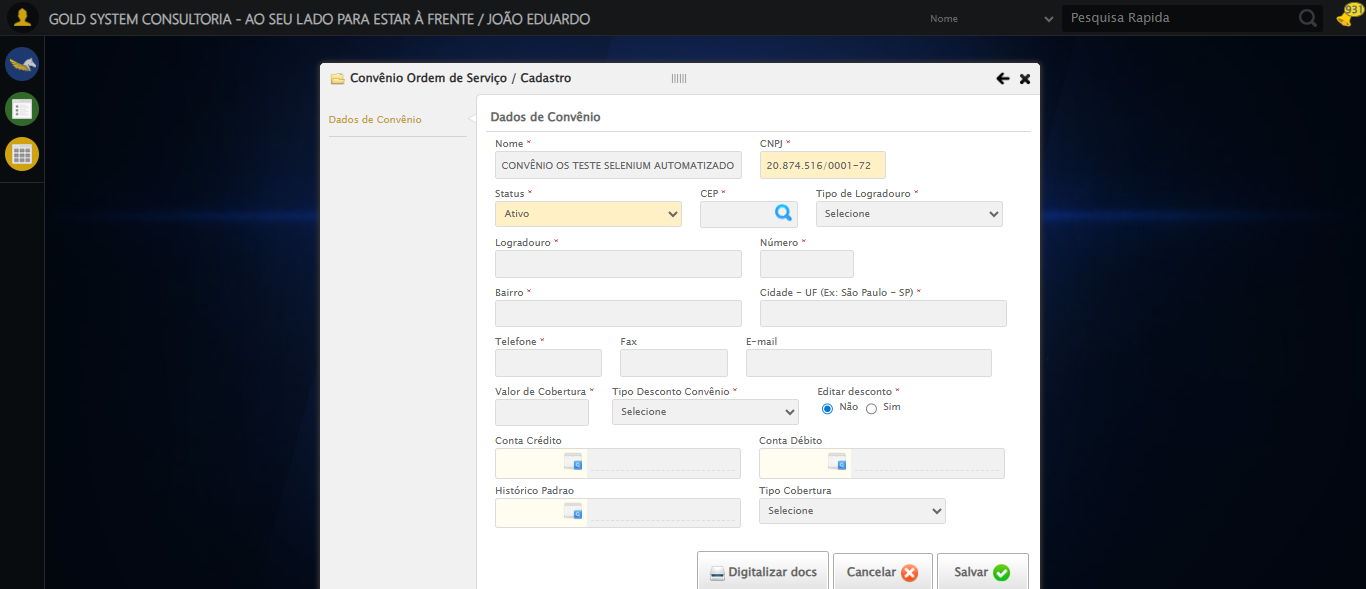 GOLD SYSTEM CONSULTORIA - AO SEU LADO PARA ESTAR À FRENTE / JOÃO EDUARDO
Nome
Pesquisa Rapida
931
Convênio Ordem de Serviço / Cadastro
Dados de Convênio
Dados de Convênio
Nome *
CNPJ *
CONVÊNIO OS TESTE SELENIUM AUTOMATIZADO
20.874.516/0001-72
Status *
CEP *
Tipo de Logradouro *
Ativo
Selecione
Logradouro *
Número *
Bairro *
Cidade - UF (Ex: São Paulo - SP) *
Telefone *
Fax
E-mail
Valor de Cobertura *
Tipo Desconto Convênio *
Editar desconto *
Selecione
Não
Sim
Conta Crédito
Conta Débito
Histórico Padrao
Tipo Cobertura
Selecione
Digitalizar docs
Cancelar
Salvar